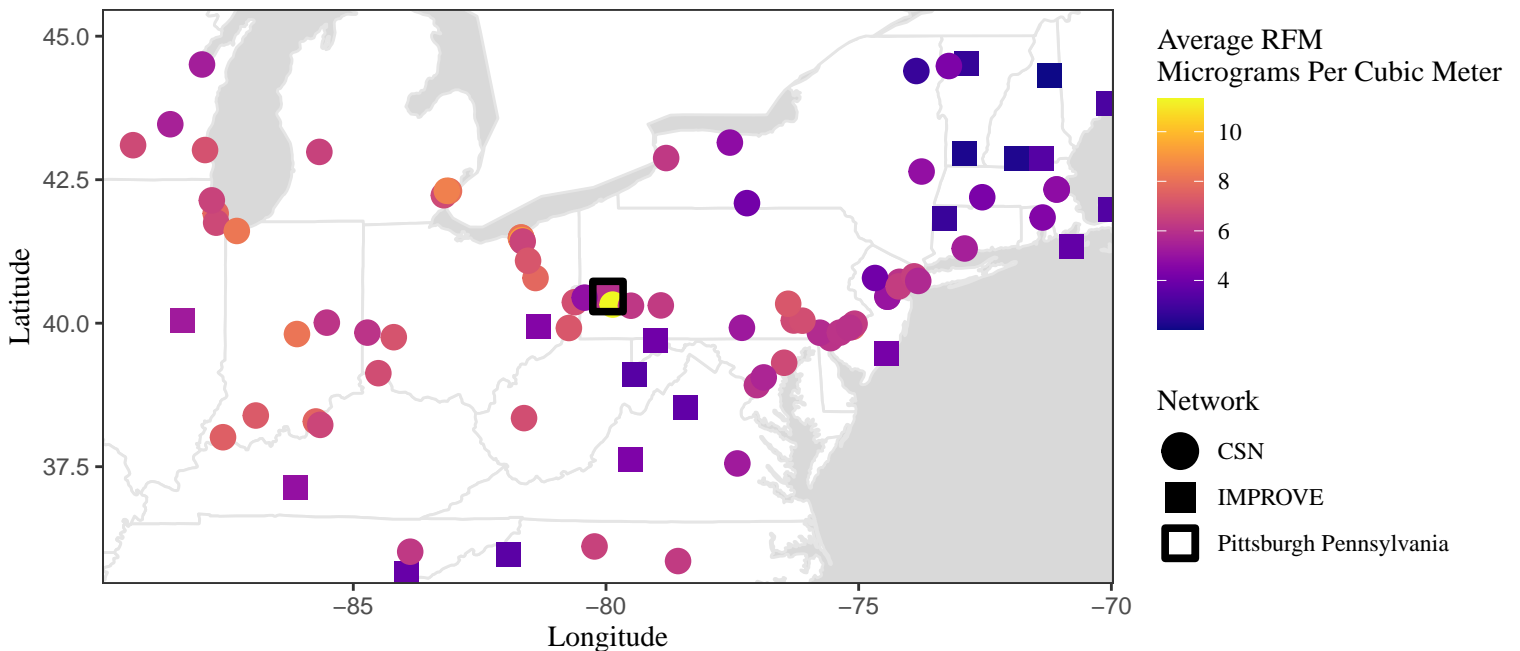 45.0
42.5
40.0
37.5
Latitude
−85
−80
−75
−70
Longitude
Average RFM
Micrograms Per Cubic Meter
10
8
6
4
Network
CSN
IMPROVE
Pittsburgh Pennsylvania